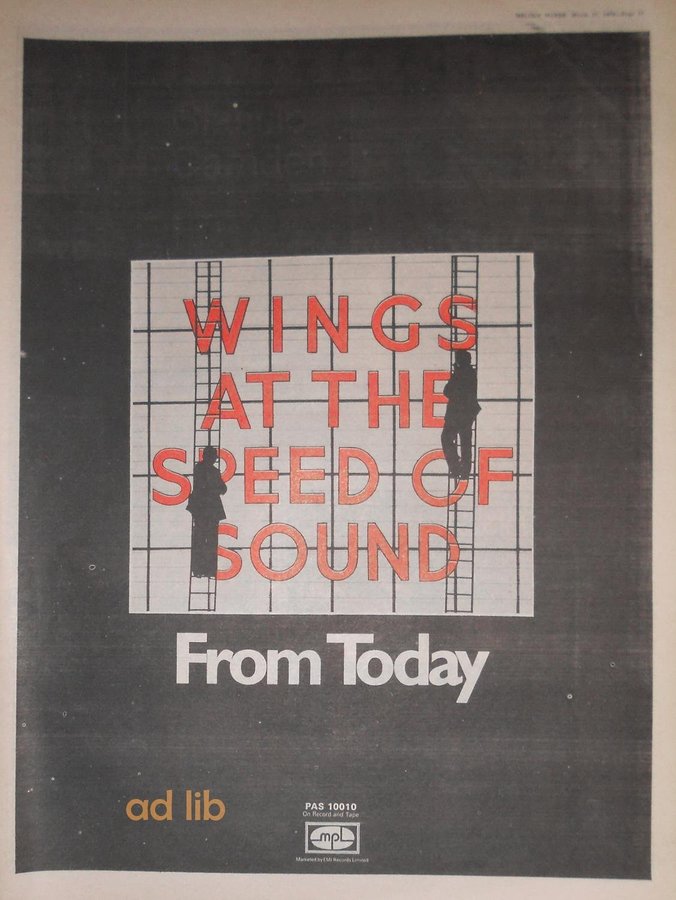 WINGS
AT THE
SPEED OF
SOUND
From Today
ad lib
PAS 10010
On Record and Tape
mpl
Marketed by EMI Records Limited